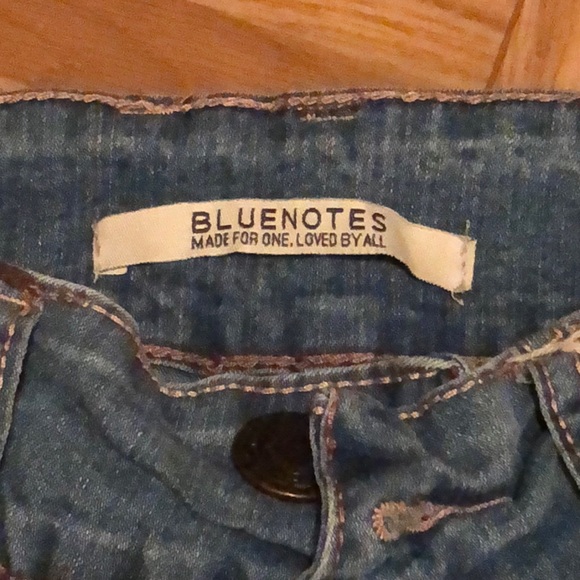 BLUENOTES
MADE FOR ONE, LOVED BY ALL